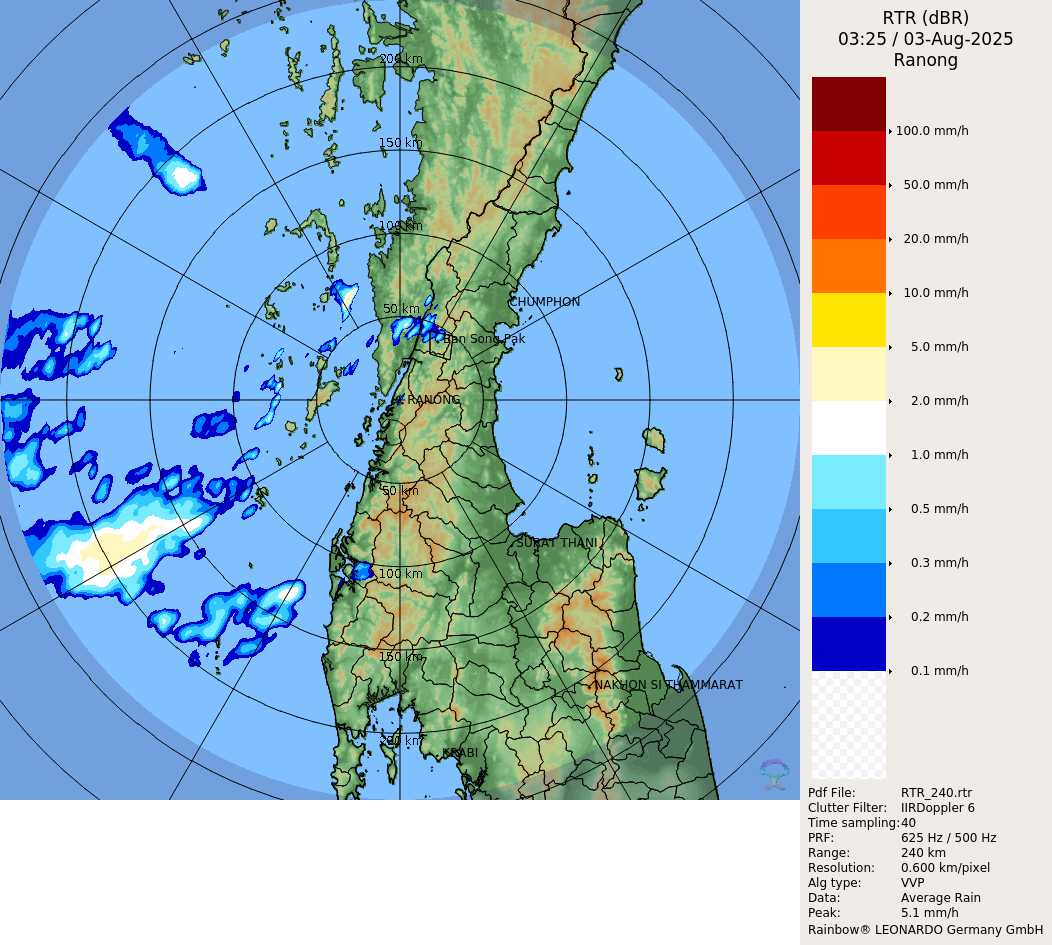 RTR (dBR)
03:25 / 03-Aug-2025
Ranong
100.0 mm/h
50.0 mm/h
20.0 mm/h
10.0 mm/h
5.0 mm/h
2.0 mm/h
1.0 mm/h
0.5 mm/h
0.3 mm/h
0.2 mm/h
0.1 mm/h
Pdf File: RTR_240.rtr
Clutter Filter: IIRDoppler 6
Time sampling: 40
PRF: 625 Hz / 500 Hz
Range: 240 km
Resolution: 0.600 km/pixel
Alg type: VVP
Data: Average Rain
Peak: 5.1 mm/h
Rainbow® LEONARDO Germany GmbH
200 km
150 km
100 km
50 km
CHUMPHON
Ban Song Pak
RANONG
50 km
SURAT THANI
100 km
150 km
NAKHON SI THAMMARAT
200 km
KRABI